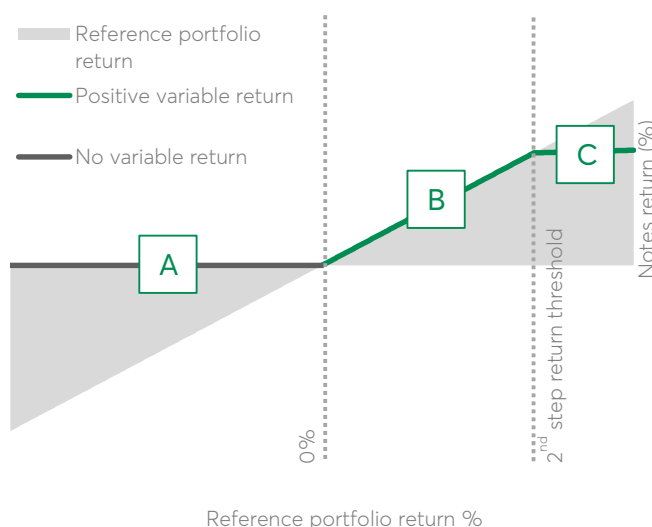 Reference portfolio
return
Positive variable return
No variable return
A
B
C
Notes return (%)
0%
2nd step return threshold
Reference portfolio return %